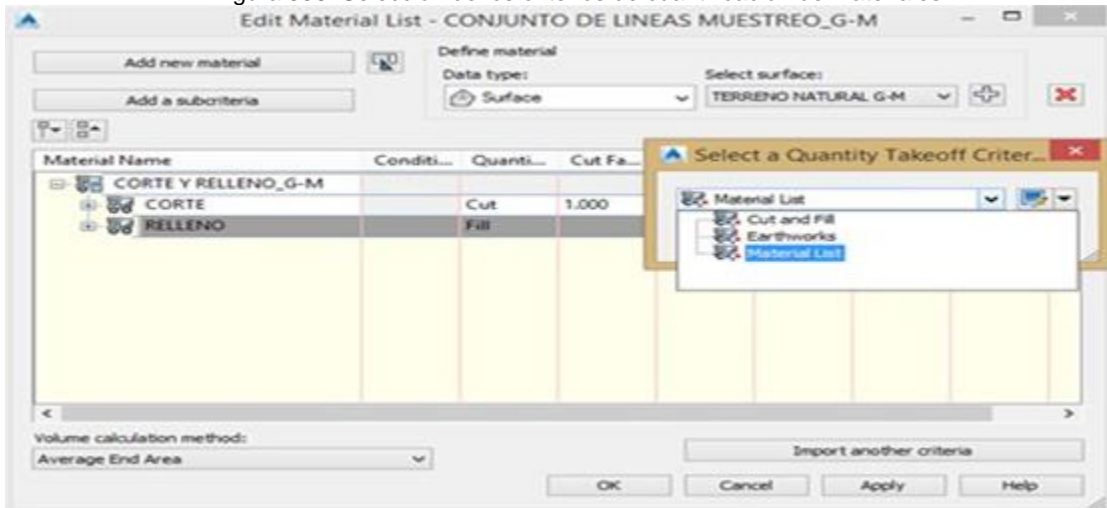 Edit Material List - CONJUNTO DE LINEAS MUESTREO_G-M
Add new material
Define material
Data type:
Select surface:
Add a subcriteria
Surface
TERRENO NATURAL G-M
Material Name
Conditi...
Quanti...
Cut Fa...
CORTE Y RELLENO_G-M
CORTE
Cut
1.000
RELLENO
Fill
Select a Quantity Takeoff Criter...
Material List
Cut and Fill
Earthworks
Material List
Volume calculation method:
Average End Area
Import another criteria
OK
Cancel
Apply
Help